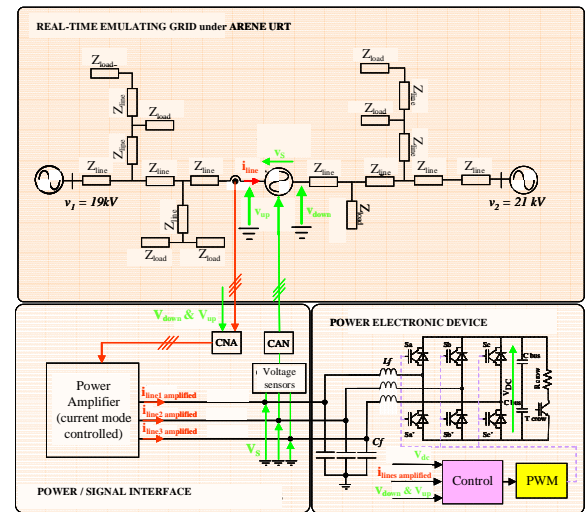 REAL-TIME EMULATING GRID under ARENE URT
Zload-
Zline
Zload
Zline
Zload
Zline
Zload
Zline
vS
iline
Zline
Zline
Zline
Zline
Zline
Zline
Zline
Zline
v1 = 19kV
Zline
vup
vdown
Zload
v2 = 21 kV
Zload
Zload
Vdown & Vup
CNA
CAN
Power
Amplifier
(current mode
controlled)
Voltage
sensors
iline1 amplified
iline2 amplified
iline3 amplified
VS
POWER / SIGNAL INTERFACE
POWER ELECTRONIC DEVICE
Sa
Sb
Sc
Lf
C bus
VDC
Rcrow
C bus
Sa'
Sb'
Sc'
Tcrow
Cf
Vdc
ilines amplified
Vdown & Vup
Control
PWM